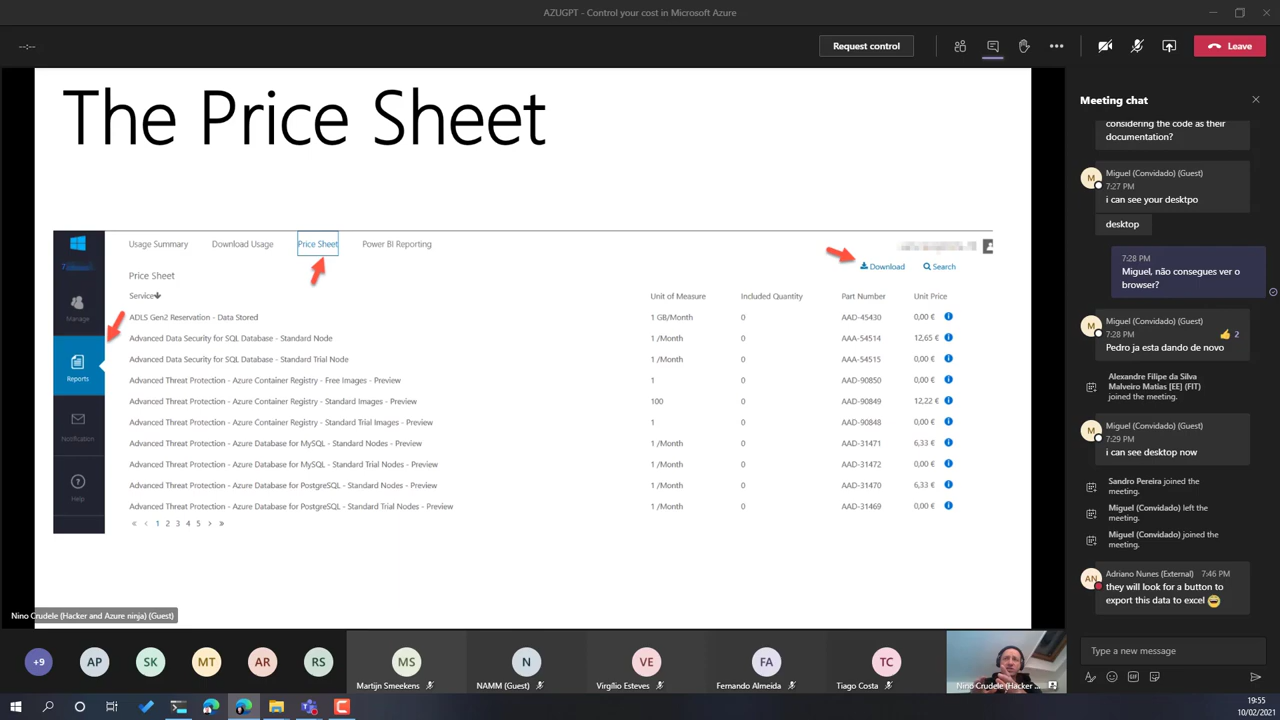 AZUGPT - Control your cost in Microsoft Azure
--:--
Request control
Leave
The Price Sheet
Usage Summary Download Usage Price Sheet Power BI Reporting
Download Search
Price Sheet
Service Unit of Measure Included Quantity Part Number Unit Price
ADLS Gen2 Reservation - Data Stored 1 GB/Month 0 AAD-45430 0,00 €
Advanced Data Security for SQL Database - Standard Node 1 /Month 0 AAA-54514 12,65 €
Advanced Data Security for SQL Database - Standard Trial Node 1 /Month 0 AAA-54515 0,00 €
Advanced Threat Protection - Azure Container Registry - Free Images - Preview 1 0 AAD-90850 0,00 €
Advanced Threat Protection - Azure Container Registry - Standard Images - Preview 100 0 AAD-90849 12,22 €
Advanced Threat Protection - Azure Container Registry - Standard Trial Images - Preview 1 0 AAD-90848 0,00 €
Advanced Threat Protection - Azure Database for MySQL - Standard Nodes - Preview 1 /Month 0 AAD-31471 6,33 €
Advanced Threat Protection - Azure Database for MySQL - Standard Trial Nodes - Preview 1 /Month 0 AAD-31472 0,00 €
Advanced Threat Protection - Azure Database for PostgreSQL - Standard Nodes - Preview 1 /Month 0 AAD-31470 6,33 €
Advanced Threat Protection - Azure Database for PostgreSQL - Standard Trial Nodes - Preview 1 /Month 0 AAD-31469 0,00 €
« ‹ 1 2 3 4 5 › »
Manage
Reports
Notification
Help
Nino Crudele (Hacker and Azure ninja) (Guest)
Meeting chat
considering the code as their
documentation?
M
Miguel (Convidado) (Guest)
7:27 PM
i can see your desktpo
desktop
7:28 PM
Miguel, não consegues ver o
browser?
M
Miguel (Convidado) (Guest)
7:28 PM 2
Pedro ja esta dando de novo
Alexandre Filipe da Silva
Malveiro Matias [EE] (FIT)
joined the meeting.
M
Miguel (Convidado) (Guest)
7:29 PM
i can see desktop now
Sandro Pereira joined the
meeting.
Miguel (Convidado) left the
meeting.
Miguel (Convidado) joined the
meeting.
AN
Adriano Nunes (External) 7:46 PM
they will look for a button to
export this data to excel
Type a new message
GIF
+9 AP SK MT AR RS MS N VE FA TC
Martijn Smeekens NAMM (Guest) Virgílio Esteves Fernando Almeida Tiago Costa Nino Crudele (Hacker ...
19:55
10/02/2021